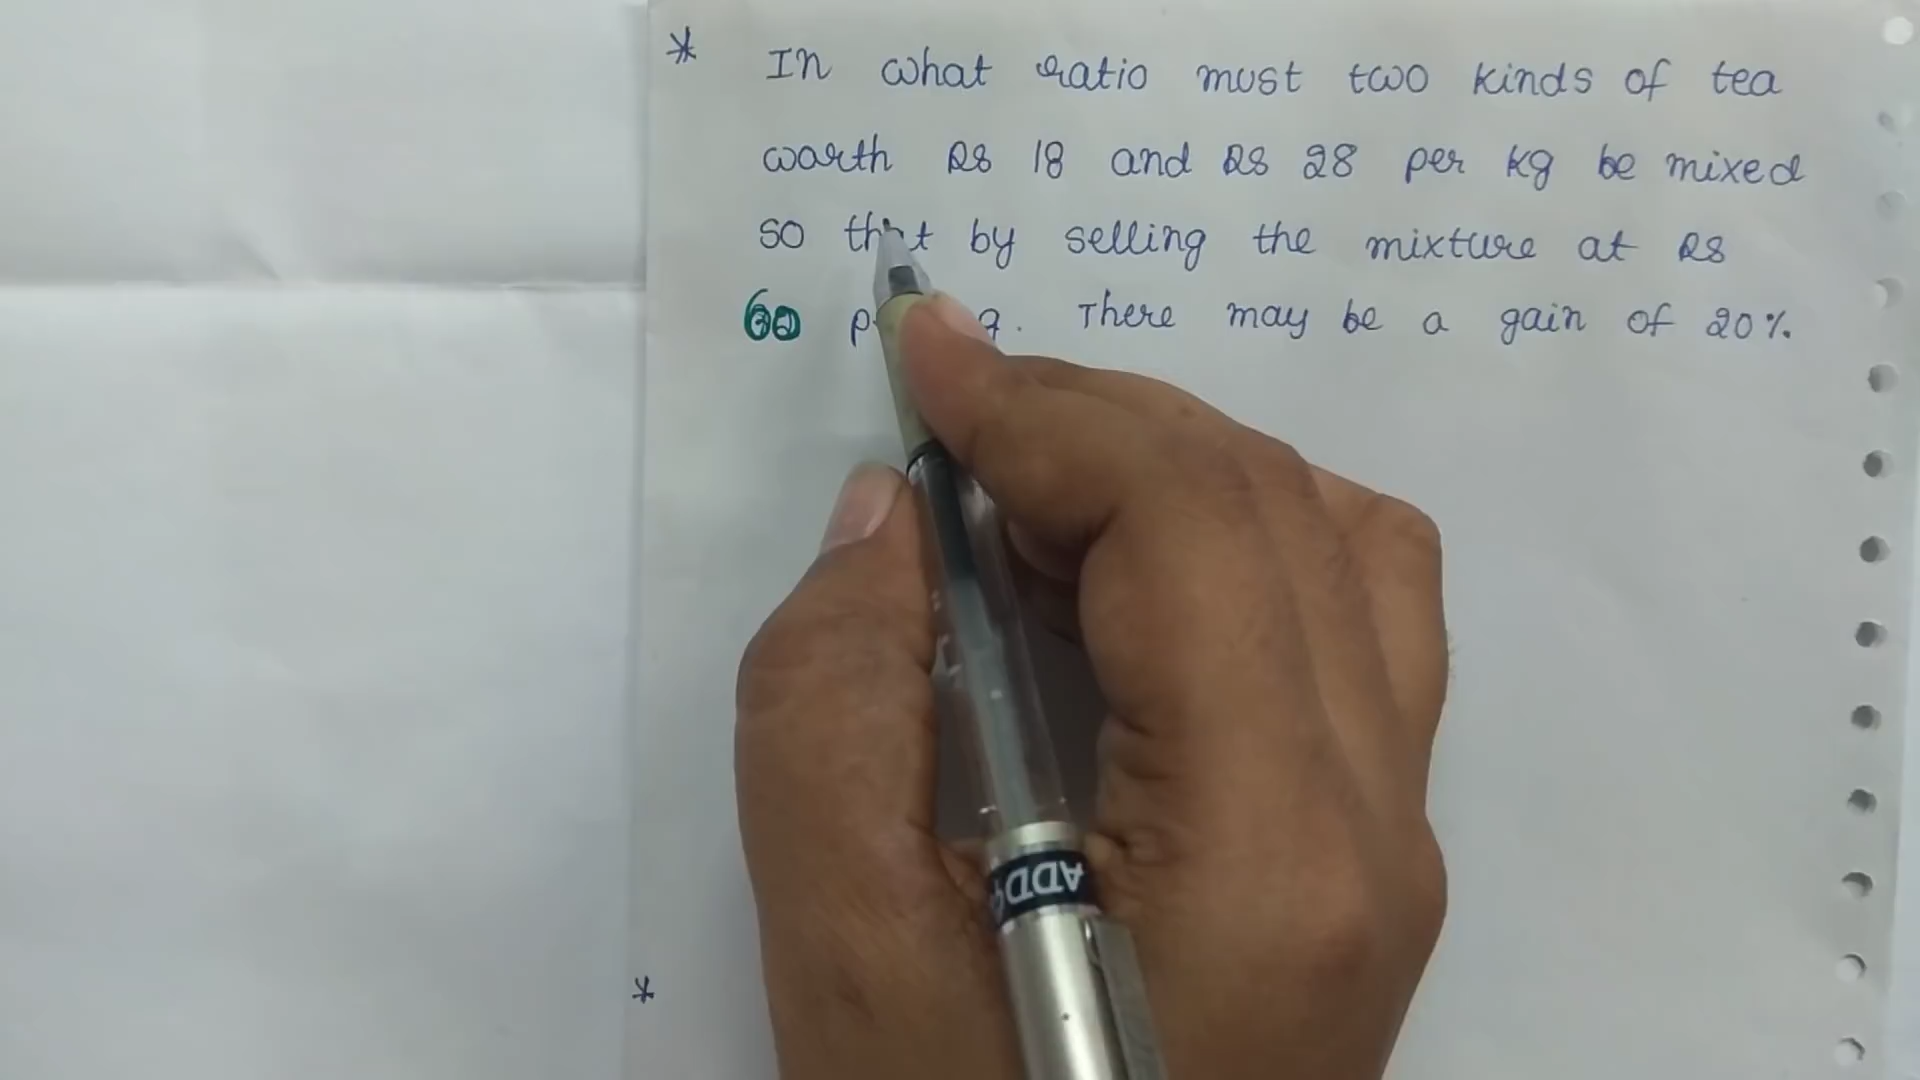 * In what ratio must two kinds of tea
worth Rs 18 and Rs 28 per kg be mixed
so that by selling the mixture at Rs
There may be a gain of 20%.
*
ADD